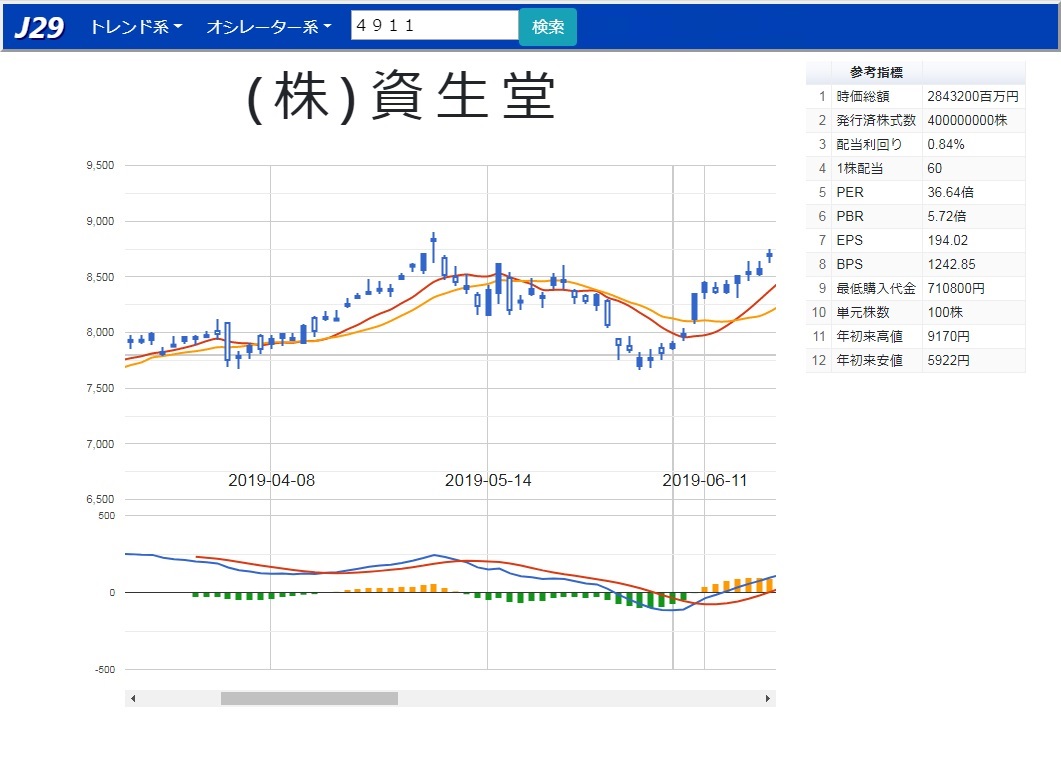 J29 トレンド系 オシレーター系 ４９１１ 検索
(株)資生堂
9,500
9,000
8,500
8,000
7,500
7,000
2019-04-08 2019-05-14 2019-06-11
6,500
500
0
-500
参考指標
1 時価総額 2843200百万円
2 発行済株式数 400000000株
3 配当利回り 0.84%
4 1株配当 60
5 PER 36.64倍
6 PBR 5.72倍
7 EPS 194.02
8 BPS 1242.85
9 最低購入代金 710800円
10 単元株数 100株
11 年初来高値 9170円
12 年初来安値 5922円